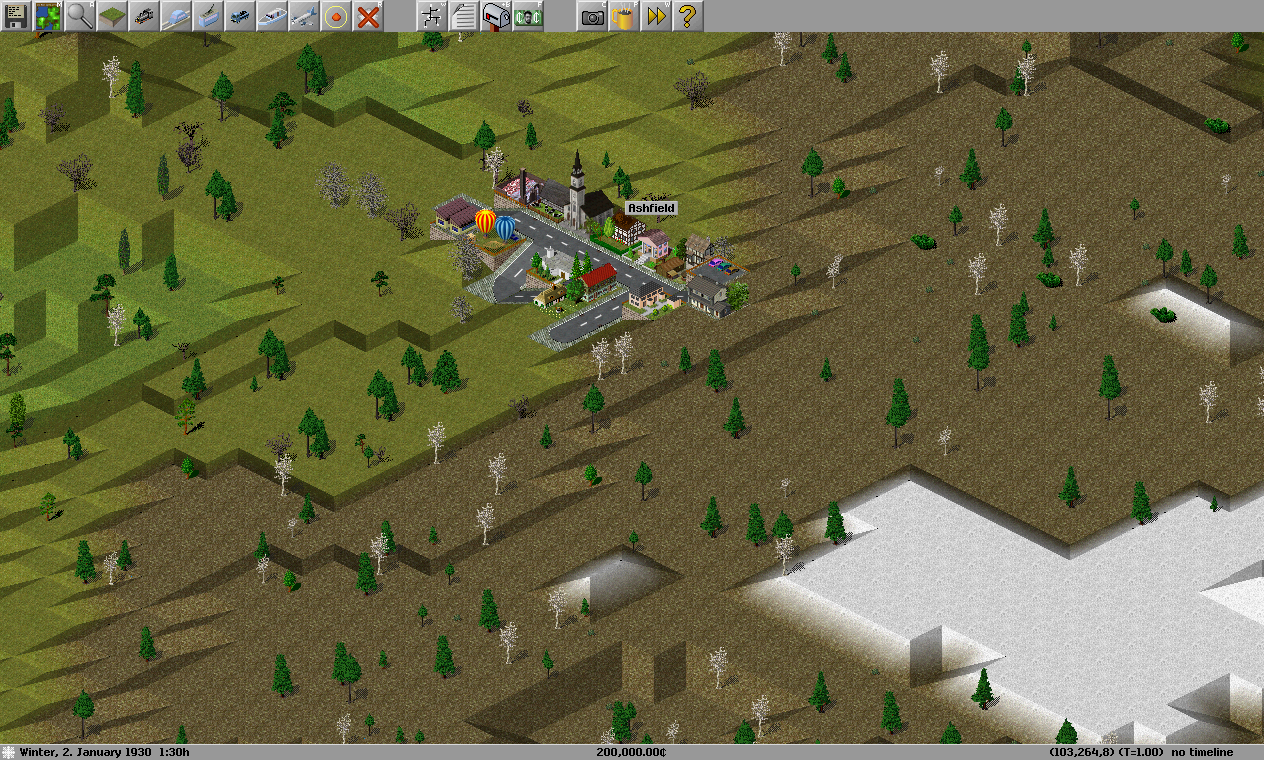 Ashfield
Winter, 2. January 1930 1:30h
200,000.00¢
(103,264,8) (T=1.00) no timeline